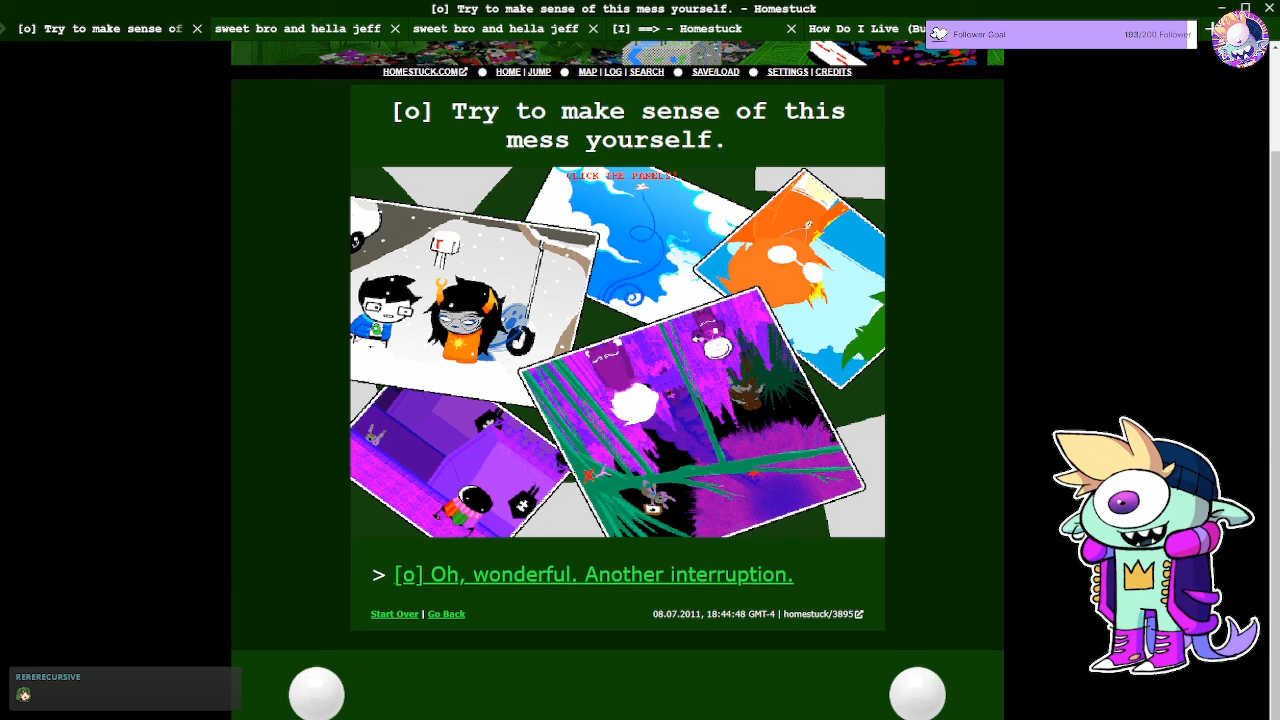 [o] Try to make sense of this mess yourself. - Homestuck
[o] Try to make sense of
sweet bro and hella jeff
sweet bro and hella jeff
[I] ==> - Homestuck
How Do I Live (Bu
Follower Goal
193/200 Follower
HOMESTUCK.COM
HOME | JUMP
MAP | LOG | SEARCH
SAVE/LOAD
SETTINGS | CREDITS
[o] Try to make sense of this
mess yourself.
CLICK THE PANELS!
> [o] Oh, wonderful. Another interruption.
Start Over | Go Back
08.07.2011, 18:44:48 GMT-4 | homestuck/3895
RERERECURSIVE